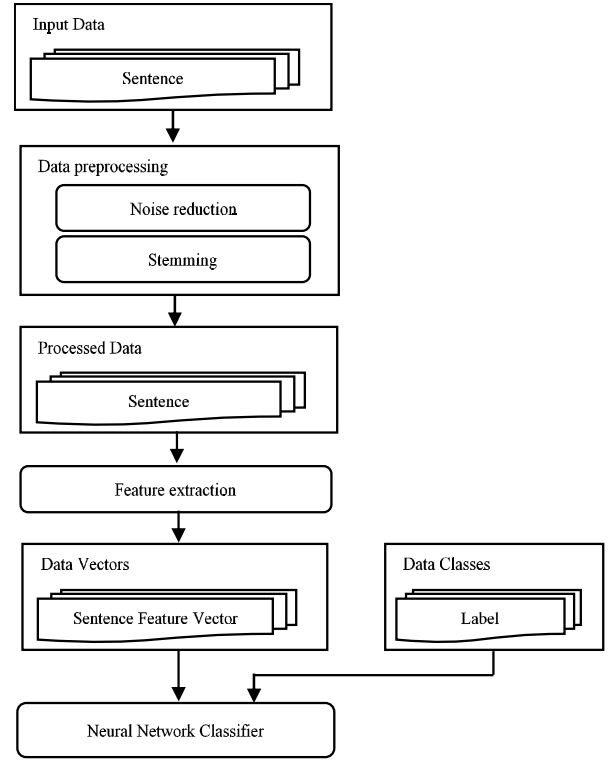 Input Data
Sentence
Data preprocessing
Noise reduction
Stemming
Processed Data
Sentence
Feature extraction
Data Vectors
Sentence Feature Vector
Data Classes
Label
Neural Network Classifier